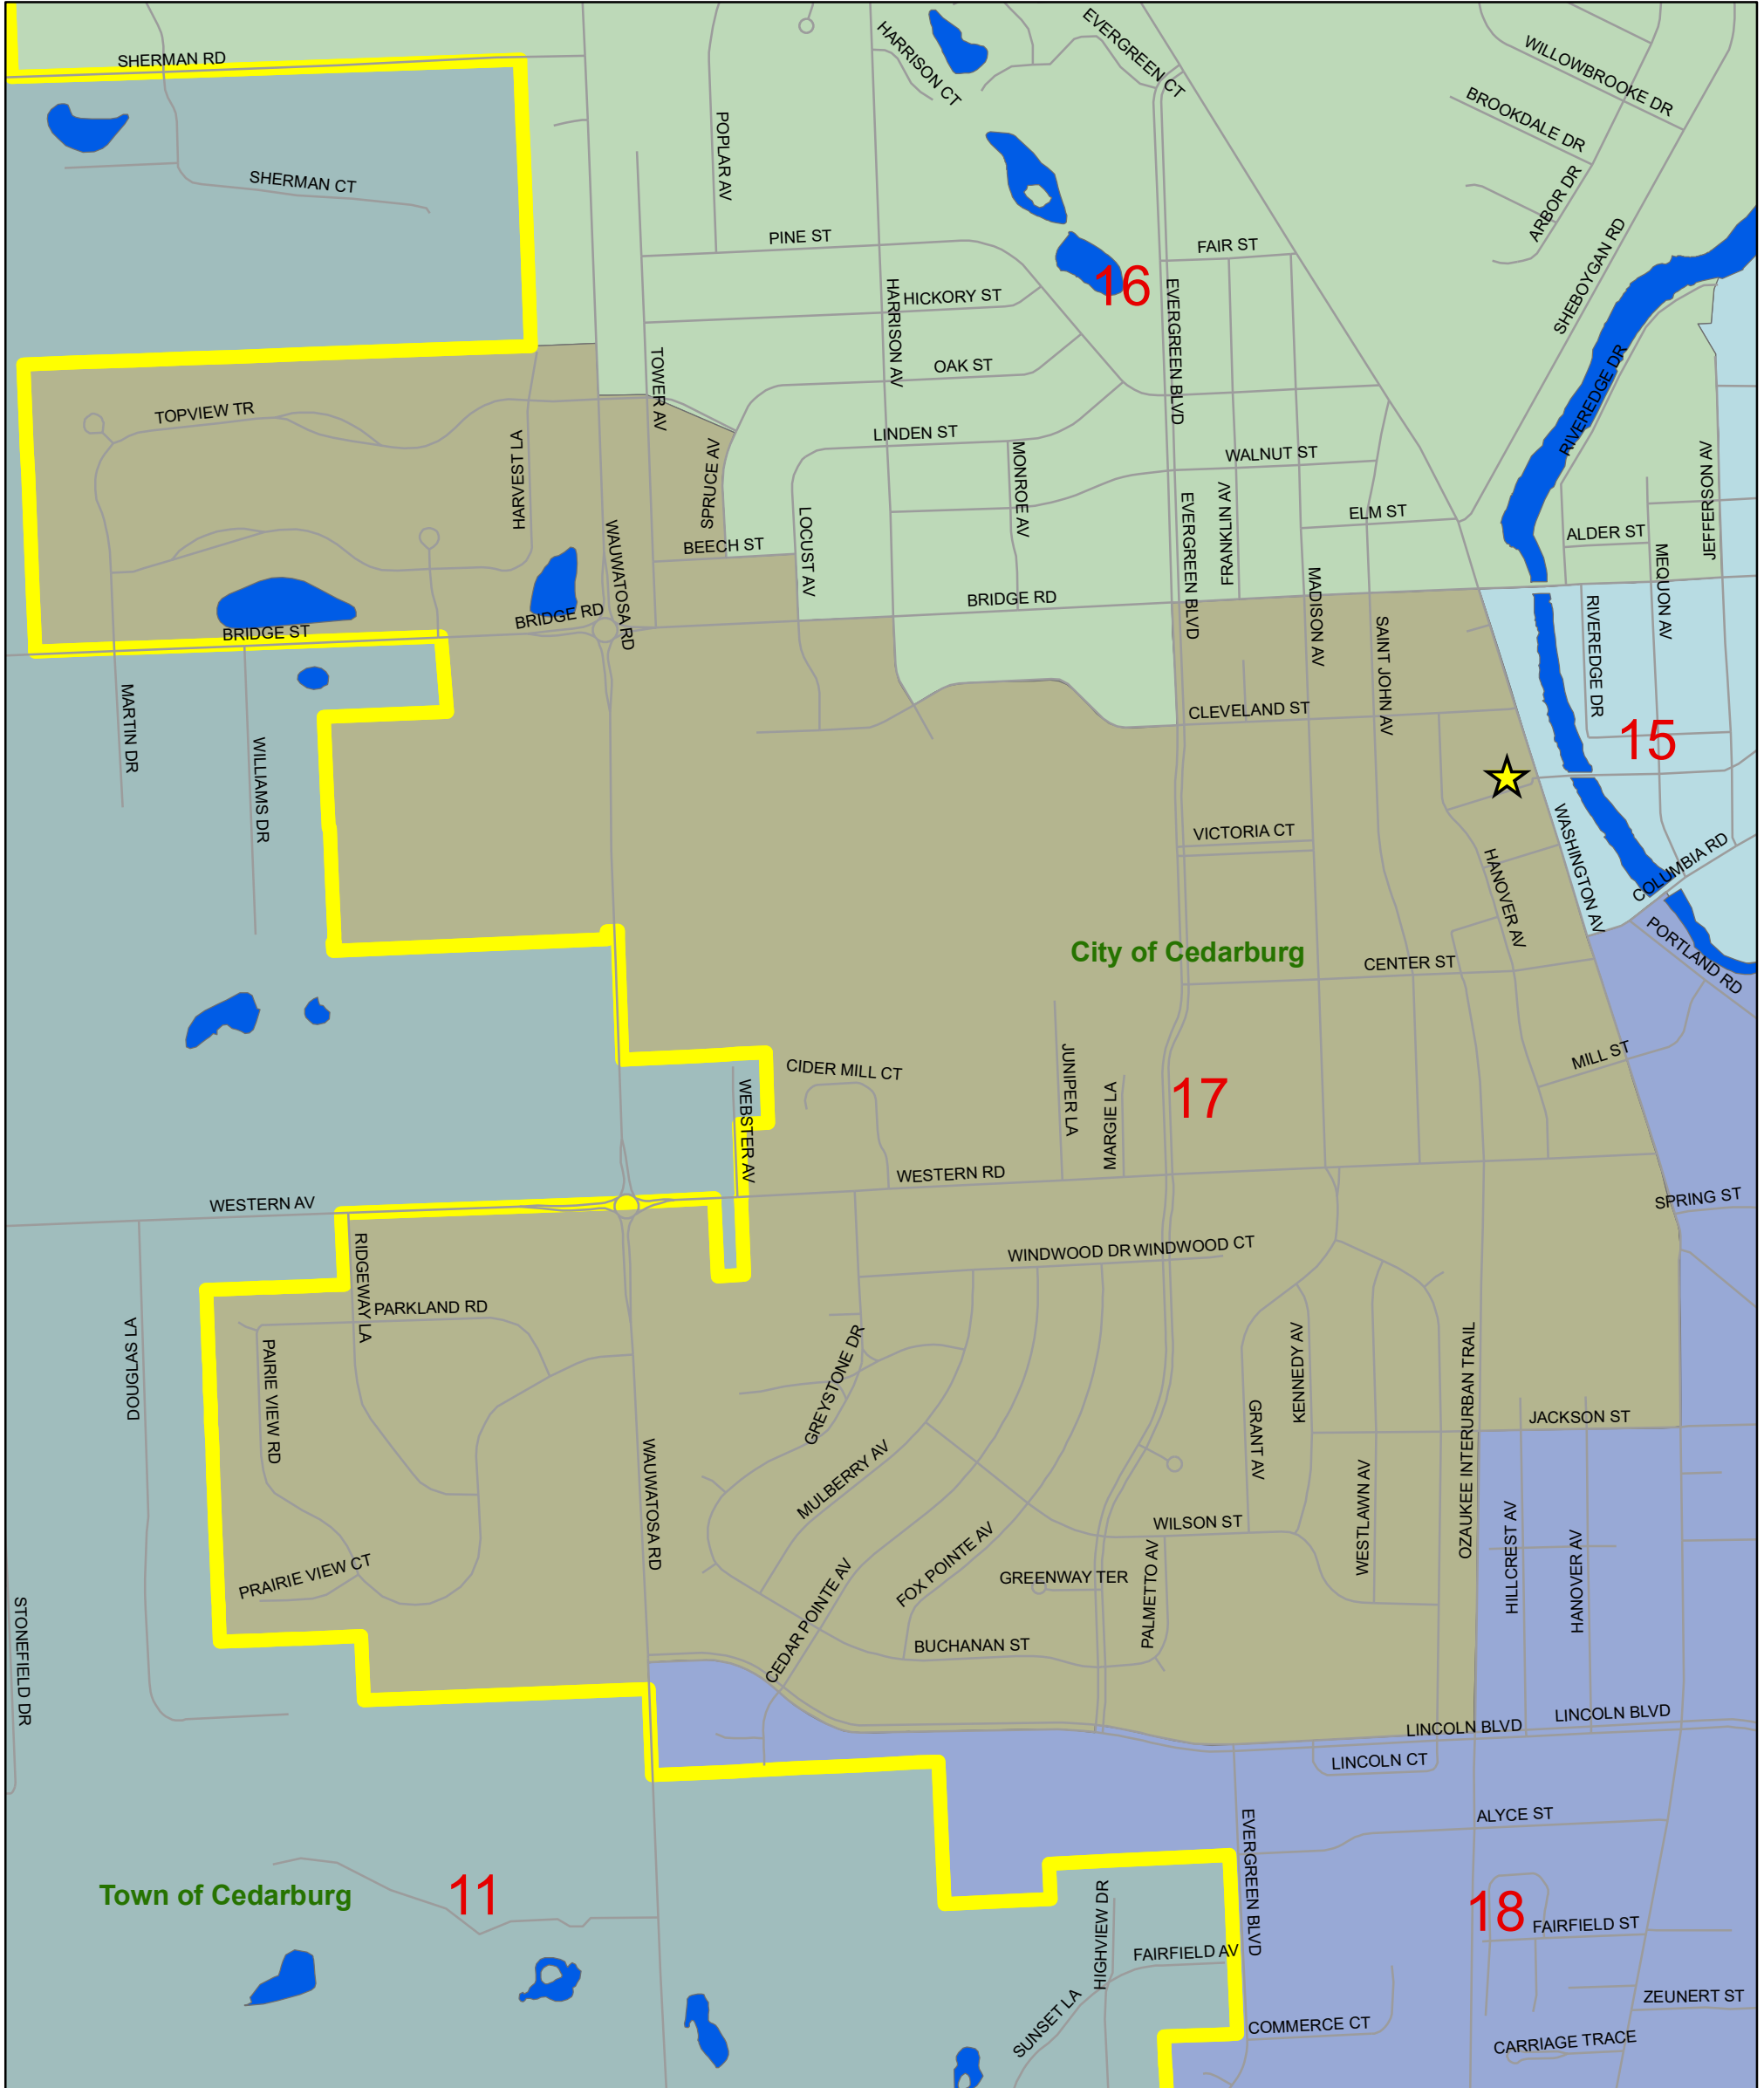 SHERMAN RD
HARRISON CT
EVERGREEN CT
WILLOWBROOKE DR
BROOKDALE DR
POPLAR AV
SHERMAN CT
ARBOR DR
PINE ST
FAIR ST
SHEBOYGAN RD
16
HICKORY ST
HARRISON AV
EVERGREEN BLVD
OAK ST
TOWER AV
RIVEREDGE DR
TOPVIEW TR
LINDEN ST
WALNUT ST
HARVEST LA
SPRUCE AV
MONROE AV
FRANKLIN AV
JEFFERSON AV
ELM ST
ALDER ST
WAUWATOSA RD
BEECH ST
LOCUST AV
EVERGREEN BLVD
MADISON AV
MEQUON AV
BRIDGE RD
BRIDGE RD
BRIDGE ST
SAINT JOHN AV
RIVEREDGE DR
MARTIN DR
WILLIAMS DR
CLEVELAND ST
15
VICTORIA CT
HANOVER AV
WASHINGTON AV
COLUMBIA RD
City of Cedarburg
CENTER ST
PORTLAND RD
CIDER MILL CT
JUNIPER LA
MARGIE LA
17
MILL ST
WEBSTER AV
WESTERN RD
WESTERN AV
SPRING ST
RIDGEWAY LA
WINDWOOD DR
WINDWOOD CT
PARKLAND RD
DOUGLAS LA
PAIRIE VIEW RD
GREYSTONE DR
KENNEDY AV
OZAUKEE INTERURBAN TRAIL
GRANT AV
JACKSON ST
WAUWATOSA RD
MULBERRY AV
WESTLAWN AV
WILSON ST
HILLCREST AV
HANOVER AV
FOX POINTE AV
PALMETTO AV
PRAIRIE VIEW CT
GREENWAY TER
CEDAR POINTE AV
BUCHANAN ST
STONEFIELD DR
LINCOLN BLVD
LINCOLN BLVD
LINCOLN CT
ALYCE ST
EVERGREEN BLVD
Town of Cedarburg
11
HIGHVIEW DR
18
FAIRFIELD ST
FAIRFIELD AV
SUNSET LA
ZEUNERT ST
COMMERCE CT
CARRIAGE TRACE